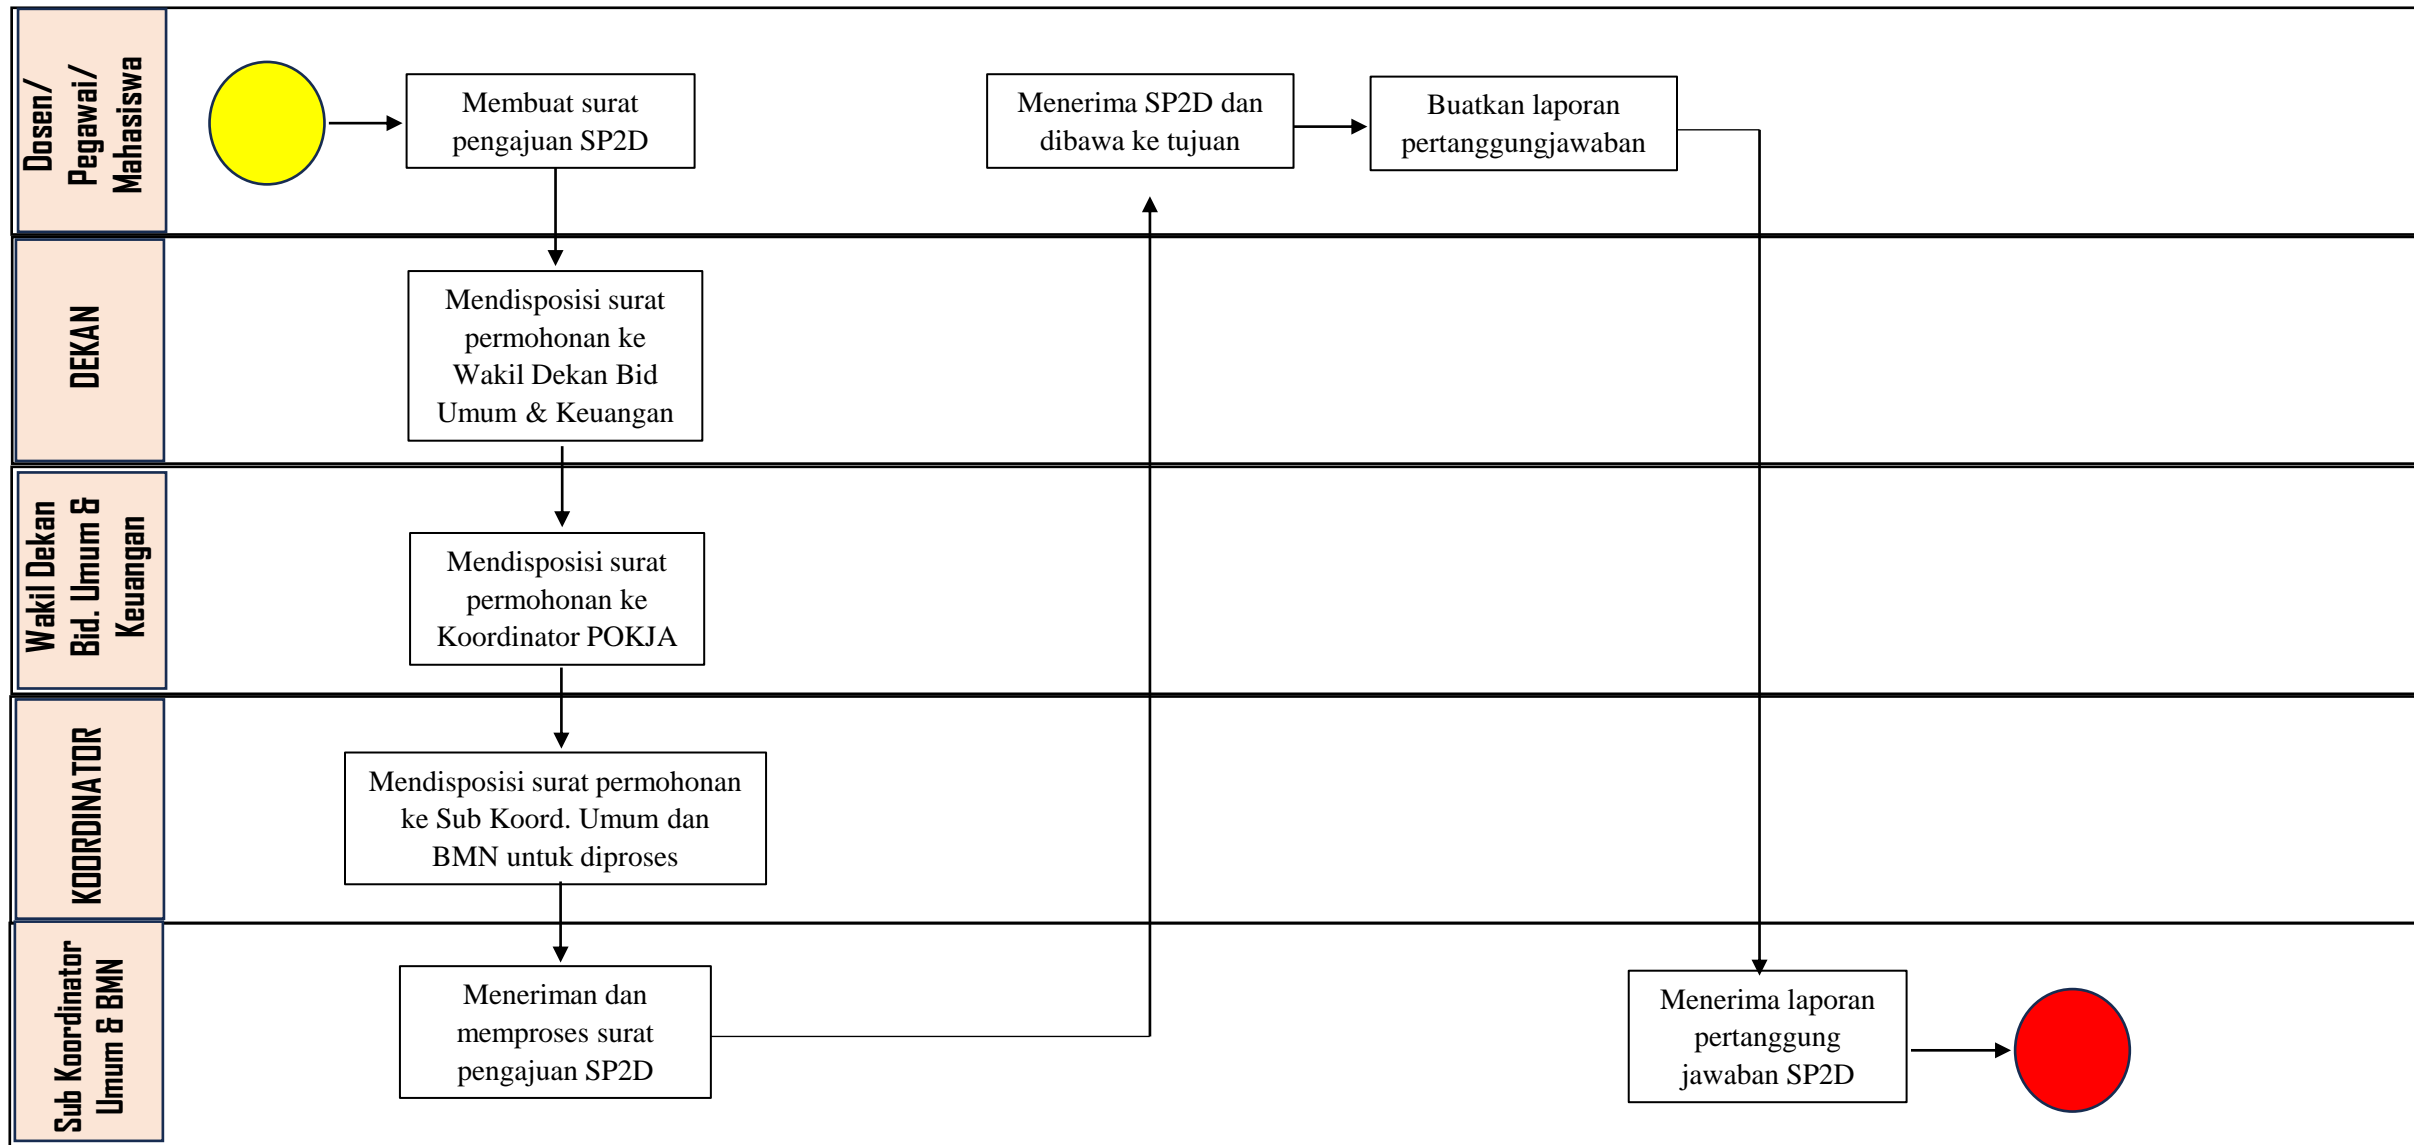 Dosen/
Pegawai/
Mahasiswa
Membuat surat
pengajuan SP2D
Menerima SP2D dan
dibawa ke tujuan
Buatkan laporan
pertanggungjawaban
DEKAN
Mendisposisi surat
permohonan ke
Wakil Dekan Bid
Umum & Keuangan
Wakil Dekan
Bid. Umum &
Keuangan
Mendisposisi surat
permohonan ke
Koordinator POKJA
KOORDINATOR
Mendisposisi surat permohonan
ke Sub Koord. Umum dan
BMN untuk diproses
Sub Koordinator
Umum & BMN
Meneriman dan
memproses surat
pengajuan SP2D
Menerima laporan
pertanggung
jawaban SP2D